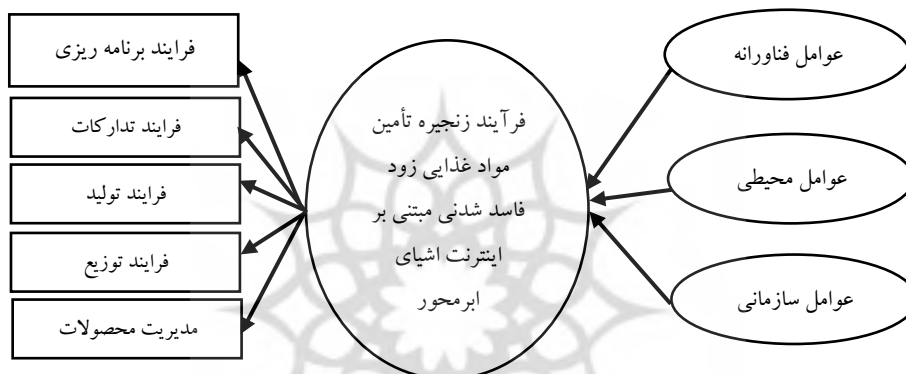 عوامل فناورانه
عوامل محیطی
عوامل سازمانی
فرآیند زنجیره تأمین
مواد غذایی زود
فاسد شدنی مبتنی بر
اینترنت اشیای
ابرمحور
فرایند برنامه ریزی
فرایند تدارکات
فرایند تولید
فرایند توزیع
مدیریت محصولات